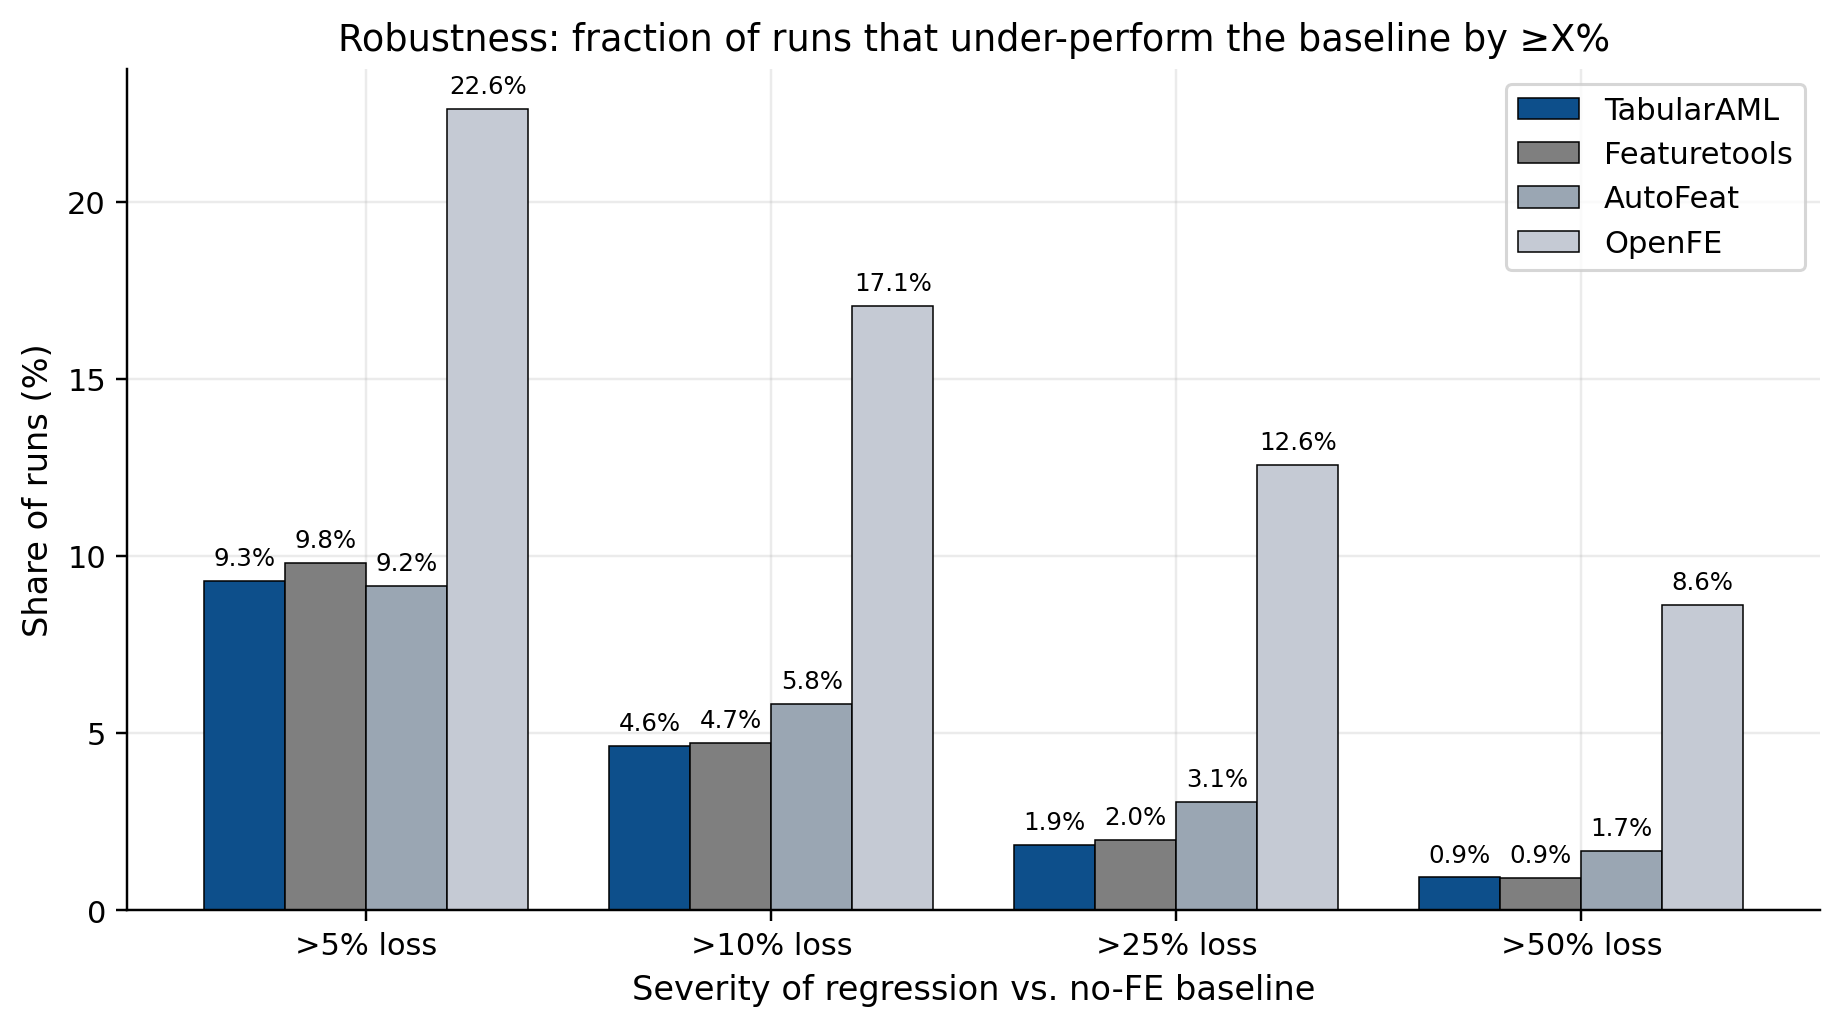 Robustness: fraction of runs that under-perform the baseline by ≥X%
TabularAML
Featuretools
AutoFeat
OpenFE
Share of runs (%)
20
15
10
5
0
9.3%
9.8%
9.2%
22.6%
4.6%
4.7%
5.8%
17.1%
1.9%
2.0%
3.1%
12.6%
0.9%
0.9%
1.7%
8.6%
>5% loss
>10% loss
>25% loss
>50% loss
Severity of regression vs. no-FE baseline